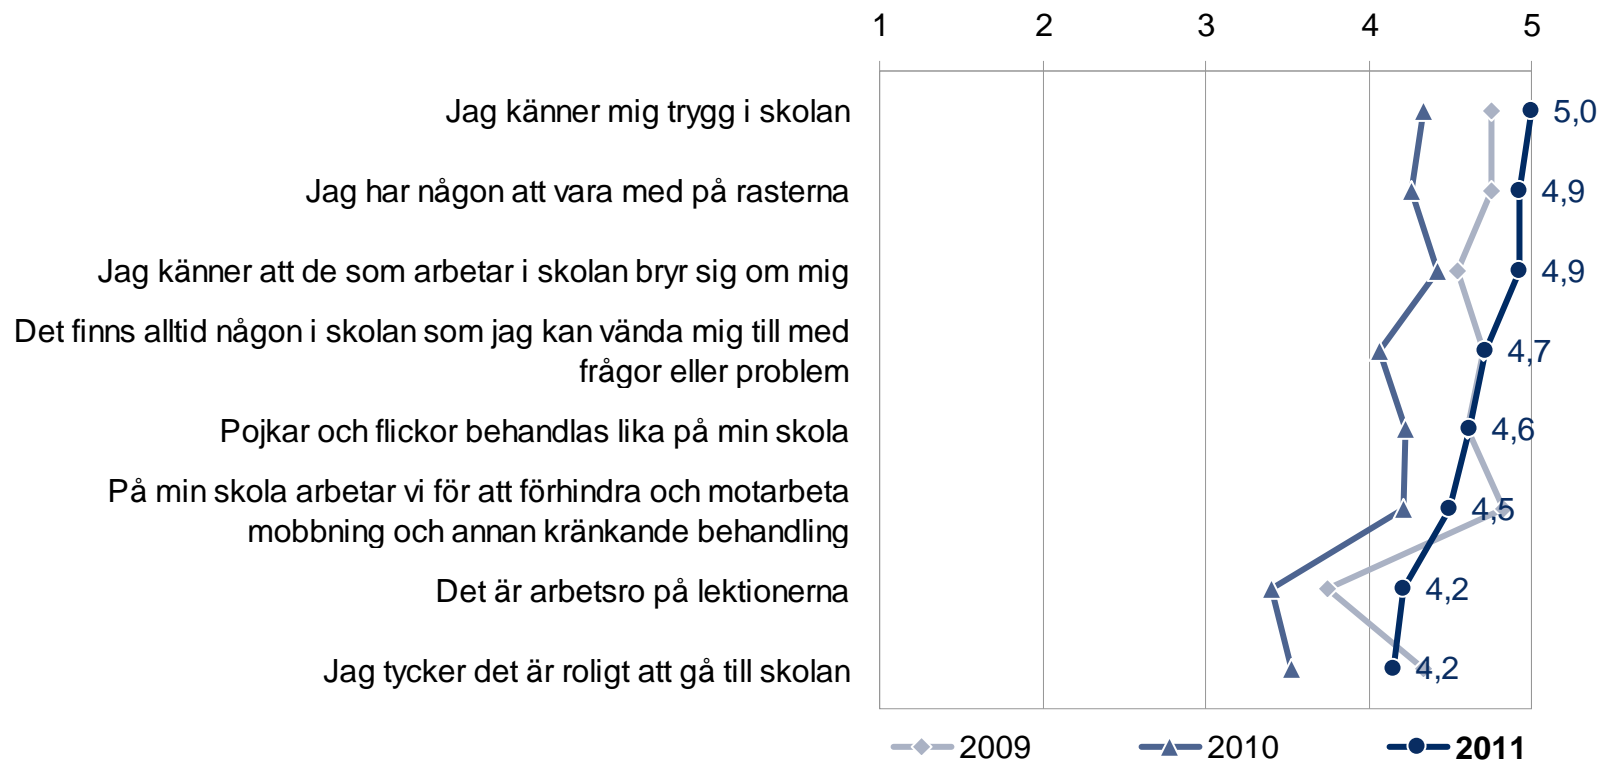 1 2 3 4 5
Jag känner mig trygg i skolan 5,0
Jag har någon att vara med på rasterna 4,9
Jag känner att de som arbetar i skolan bryr sig om mig 4,9
Det finns alltid någon i skolan som jag kan vända mig till med
frågor eller problem 4,7
Pojkar och flickor behandlas lika på min skola 4,6
På min skola arbetar vi för att förhindra och motarbeta
mobbning och annan kränkande behandling 4,5
Det är arbetsro på lektionerna 4,2
Jag tycker det är roligt att gå till skolan 4,2
2009 2010 2011